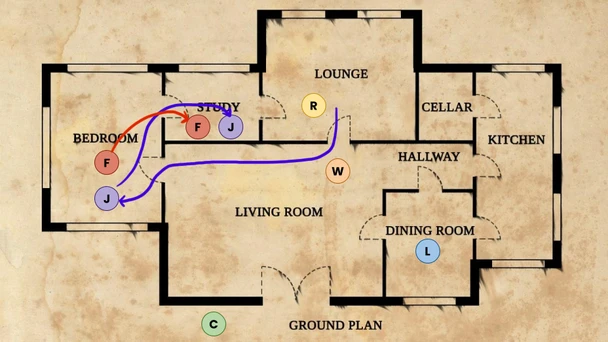 LOUNGE
STUDY
R
CELLAR
F
J
BEDROOM
KITCHEN
F
HALLWAY
W
J
LIVING ROOM
DINING ROOM
L
C
GROUND PLAN